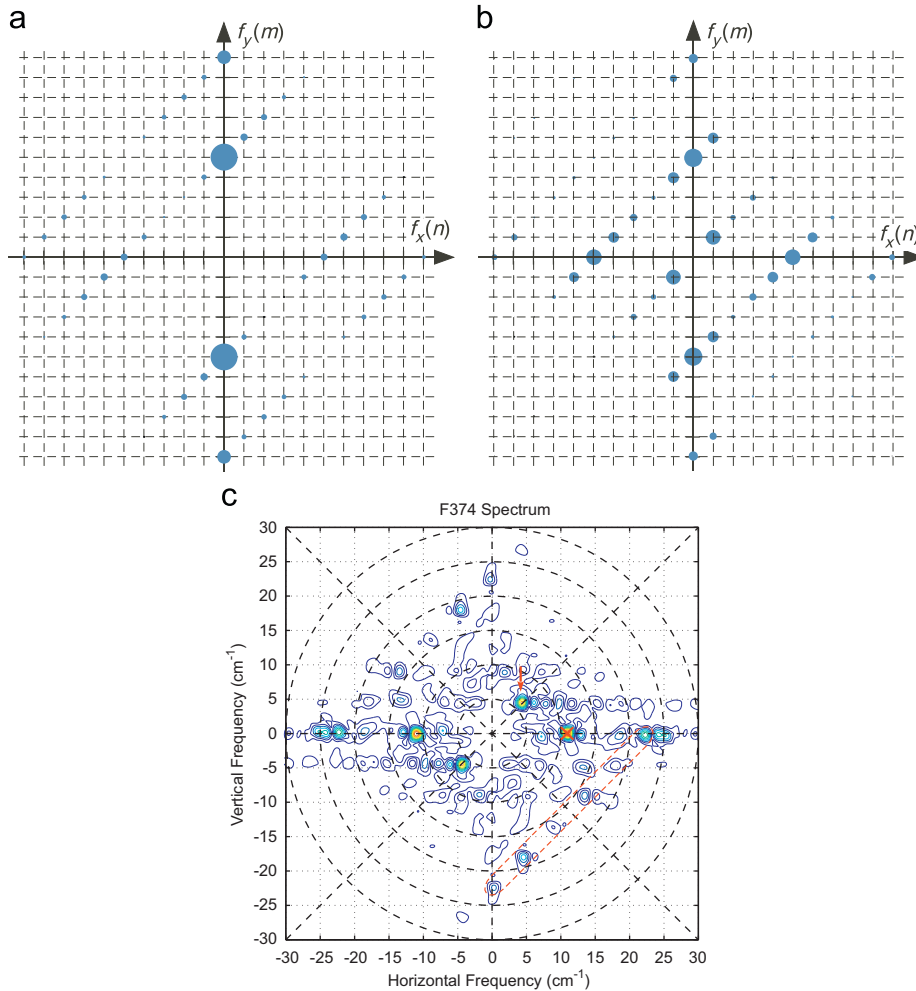 a
b
f_y(m)
f_y(m)
f_x(n)
f_x(n)
c
F374 Spectrum
30
25
20
15
10
5
0
-5
-10
-15
-20
-25
-30
Vertical Frequency (cm⁻¹)
-30 -25 -20 -15 -10 -5 0 5 10 15 20 25 30
Horizontal Frequency (cm⁻¹)